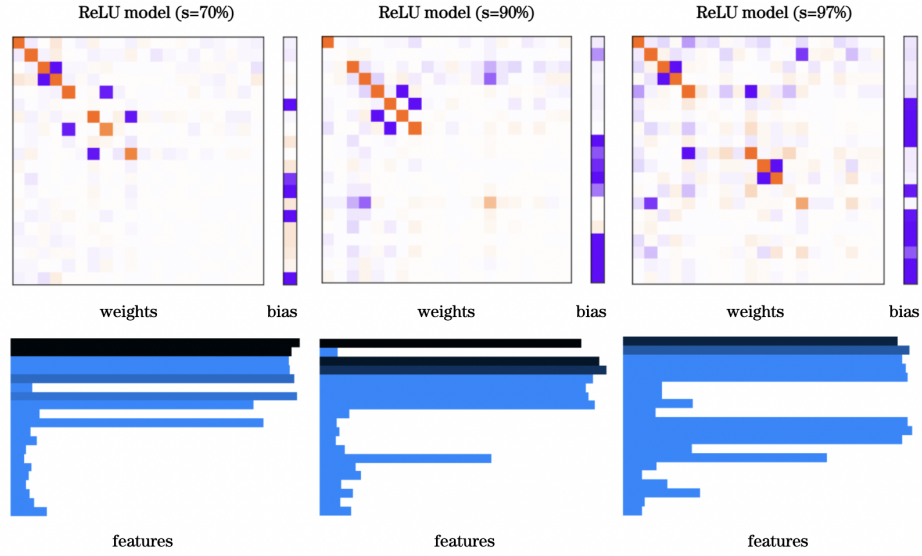 ReLU model (s=70%)
ReLU model (s=90%)
ReLU model (s=97%)
weights
bias
weights
bias
weights
bias
features
features
features